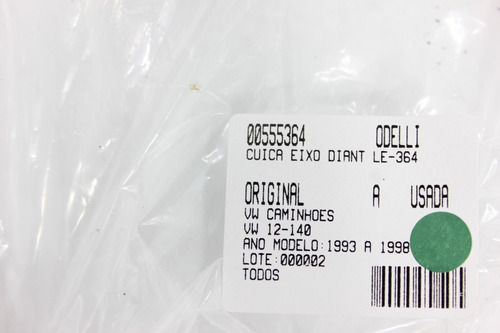 00555364 ODELLI
CUICA EIXO DIANT LE-364
ORIGINAL A USADA
VW CAMINHOES
VW 12-140
ANO MODELO:1993 A 1998
LOTE:000002
TODOS